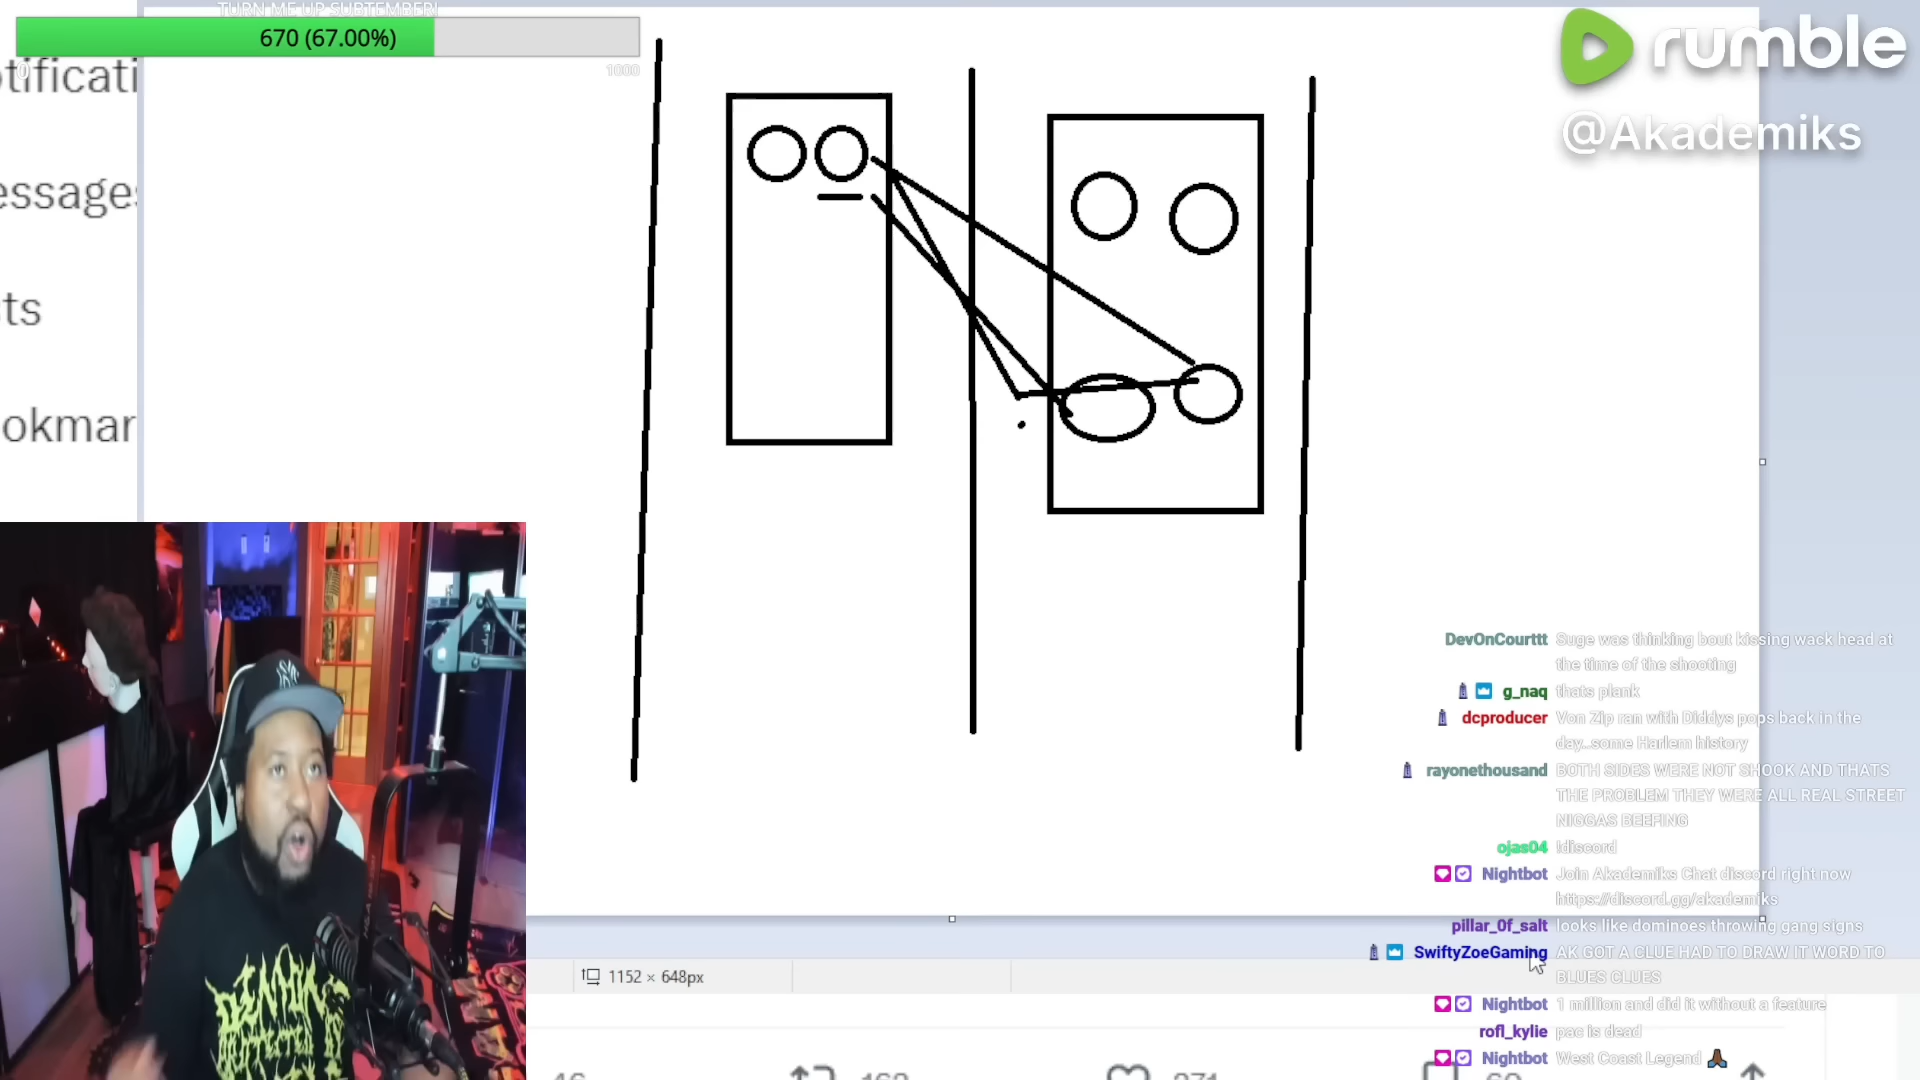 TURN ME UP SUBTEMBER!
670 (67.00%)
0
1000
rumble
@Akademiks
otificati
essages
ts
okmar
DevOnCourttt Suge was thinking bout kissing wack head at
the time of the shooting
g_naq thats plank
dcproducer Von Zip ran with Diddys pops back in the
day..some Harlem history
rayonethousand BOTH SIDES WERE NOT SHOOK AND THATS
THE PROBLEM THEY WERE ALL REAL STREET
NIGGAS BEEFING
ojas04 !discord
Nightbot Join Akademiks Chat discord right now
https://discord.gg/akademiks
pillar_0f_salt looks like dominoes throwing gang signs
SwiftyZoeGaming AK GOT A CLUE HAD TO DRAW IT WORD TO
BLUES CLUES
Nightbot 1 million and did it without a feature
rofl_kylie pac is dead
Nightbot West Coast Legend
1152 × 648px